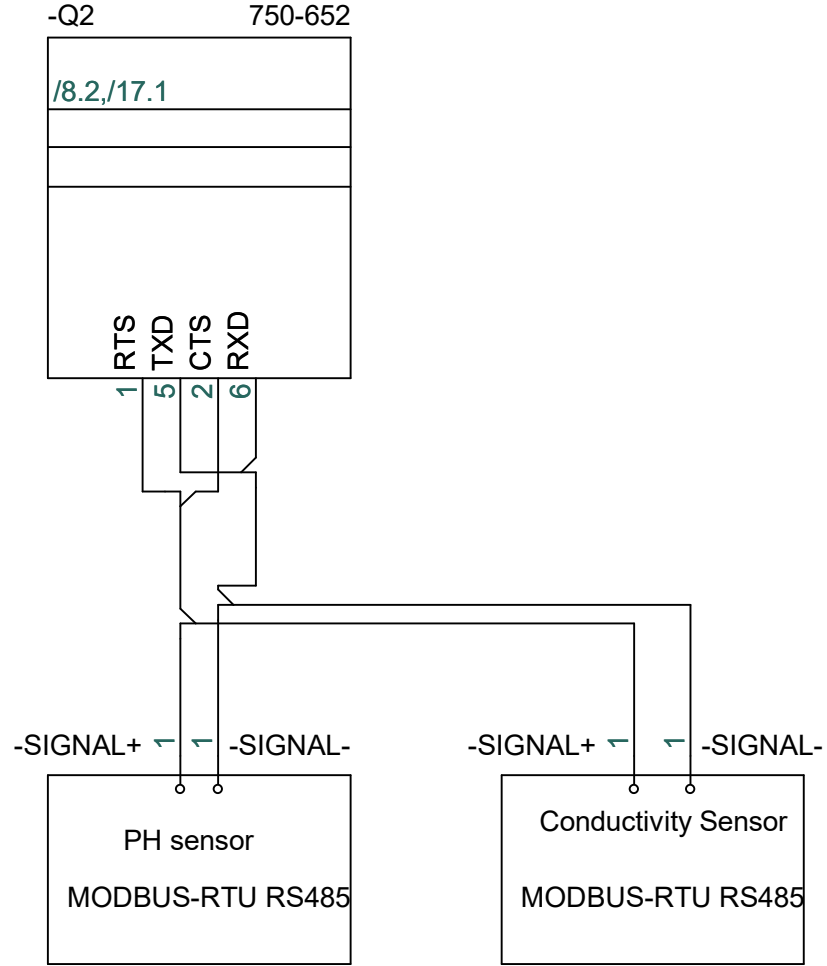 -Q2 750-652
/8.2,/17.1
RTS TXD CTS RXD
1 5 2 6
-SIGNAL+ 1 1 -SIGNAL- -SIGNAL+ 1 1 -SIGNAL-
PH sensor
MODBUS-RTU RS485
Conductivity Sensor
MODBUS-RTU RS485